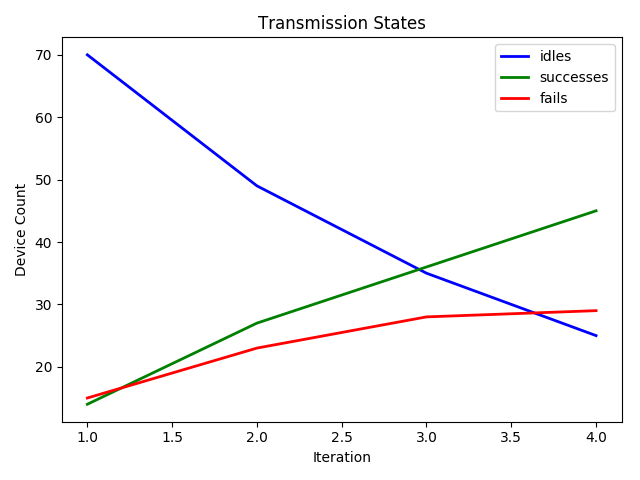 Transmission States
idles
successes
fails
70
60
50
40
30
20
Device Count
1.0 1.5 2.0 2.5 3.0 3.5 4.0
Iteration